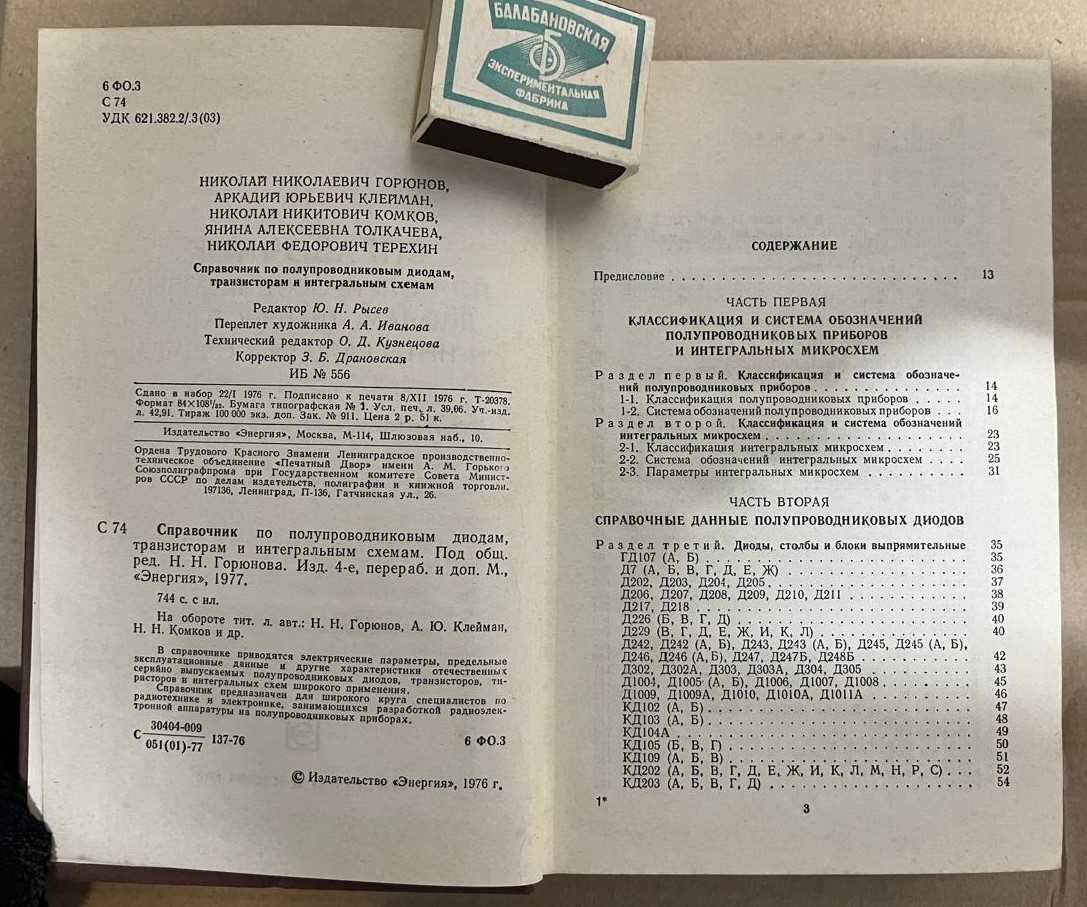 БАЛАБАНОВСКАЯ
ЭКСПЕРИМЕНТАЛЬНАЯ
ФАБРИКА
6 ФО.3
С 74
УДК 621.382.2/.3(03)
НИКОЛАЙ НИКОЛАЕВИЧ ГОРЮНОВ,
АРКАДИЙ ЮРЬЕВИЧ КЛЕЙМАН,
НИКОЛАЙ НИКИТОВИЧ КОМКОВ,
ЯНИНА АЛЕКСЕЕВНА ТОЛКАЧЕВА,
НИКОЛАЙ ФЕДОРОВИЧ ТЕРЕХИН
Справочник по полупроводниковым диодам,
транзисторам и интегральным схемам
Редактор Ю. Н. Рысев
Переплет художника А. А. Иванова
Технический редактор О. Д. Кузнецова
Корректор З. Б. Драновская
ИБ № 556
Сдано в набор 22/I 1976 г. Подписано к печати 8/XII 1976 г. Т-20378.
Формат 84×108¹/₃₂. Бумага типографская № 1. Усл. печ. л. 39,06. Уч.-изд.
л. 42,91. Тираж 100 000 экз. доп. Зак. № 911. Цена 2 р. 51 к.
Издательство «Энергия», Москва, М-114, Шлюзовая наб., 10.
Ордена Трудового Красного Знамени Ленинградское производственно-
техническое объединение «Печатный Двор» имени А. М. Горького
Союзполиграфпрома при Государственном комитете Совета Минист-
ров СССР по делам издательств, полиграфии и книжной торговли.
197136, Ленинград, П-136, Гатчинская ул., 26.
С 74 Справочник по полупроводниковым диодам,
транзисторам и интегральным схемам. Под общ.
ред. Н. Н. Горюнова. Изд. 4-е, перераб. и доп. М.,
«Энергия», 1977.
744 с. с ил.
На обороте тит. л. авт.: Н. Н. Горюнов, А. Ю. Клейман,
Н. Н. Комков и др.
В справочнике приводятся электрические параметры, предельные
эксплуатационные данные и другие характеристики отечественных
серийно выпускаемых полупроводниковых диодов, транзисторов, ти-
ристоров и интегральных схем широкого применения.
Справочник предназначен для широкого круга специалистов по
радиотехнике и электронике, занимающихся разработкой радиоэлек-
тронной аппаратуры на полупроводниковых приборах.
С 30404-009 137-76 6 ФО.3
051(01)-77
© Издательство «Энергия», 1976 г.
СОДЕРЖАНИЕ
Предисловие . . . . . . . . . . 13
ЧАСТЬ ПЕРВАЯ
КЛАССИФИКАЦИЯ И СИСТЕМА ОБОЗНАЧЕНИЙ
ПОЛУПРОВОДНИКОВЫХ ПРИБОРОВ
И ИНТЕГРАЛЬНЫХ МИКРОСХЕМ
Раздел первый. Классификация и система обозначе-
ний полупроводниковых приборов . . . . . . . . . . 14
1-1. Классификация полупроводниковых приборов . . . . . 14
1-2. Система обозначений полупроводниковых приборов . . . 16
Раздел второй. Классификация и система обозначений
интегральных микросхем . . . . . . . . . . 23
2-1. Классификация интегральных микросхем . . . . . . . 23
2-2. Система обозначений интегральных микросхем . . . . 25
2-3. Параметры интегральных микросхем . . . . . . . . 31
ЧАСТЬ ВТОРАЯ
СПРАВОЧНЫЕ ДАННЫЕ ПОЛУПРОВОДНИКОВЫХ ДИОДОВ
Раздел третий. Диоды, столбы и блоки выпрямительные 35
ГД107 (А, Б) . . . . . . . . . . 35
Д7 (А, Б, В, Г, Д, Е, Ж) . . . . . . . . . . 36
Д202, Д203, Д204, Д205 . . . . . . . . . . 37
Д206, Д207, Д208, Д209, Д210, Д211 . . . . . . . . . . 38
Д217, Д218 . . . . . . . . . . 39
Д226 (Б, В, Г, Д) . . . . . . . . . . 40
Д229 (В, Г, Д, Е, Ж, И, К, Л) . . . . . . . . . . 40
Д242, Д242 (А, Б), Д243, Д243 (А, Б), Д245, Д245 (А, Б),
Д246, Д246 (А, Б), Д247, Д247Б, Д248Б . . . . . . . . 42
Д302, Д302А, Д303, Д303А, Д304, Д305 . . . . . . . . 43
Д1004, Д1005 (А, Б), Д1006, Д1007, Д1008 . . . . . . . 45
Д1009, Д1009А, Д1010, Д1010А, Д1011А . . . . . . . . 46
КД102 (А, Б) . . . . . . . . . . 47
КД103 (А, Б) . . . . . . . . . . 48
КД104А . . . . . . . . . . 49
КД105 (Б, В, Г) . . . . . . . . . . 50
КД109 (А, Б, В) . . . . . . . . . . 51
КД202 (А, Б, В, Г, Д, Е, Ж, И, К, Л, М, Н, Р, С) . . . 52
КД203 (А, Б, В, Г, Д) . . . . . . . . . . 54
1* 3